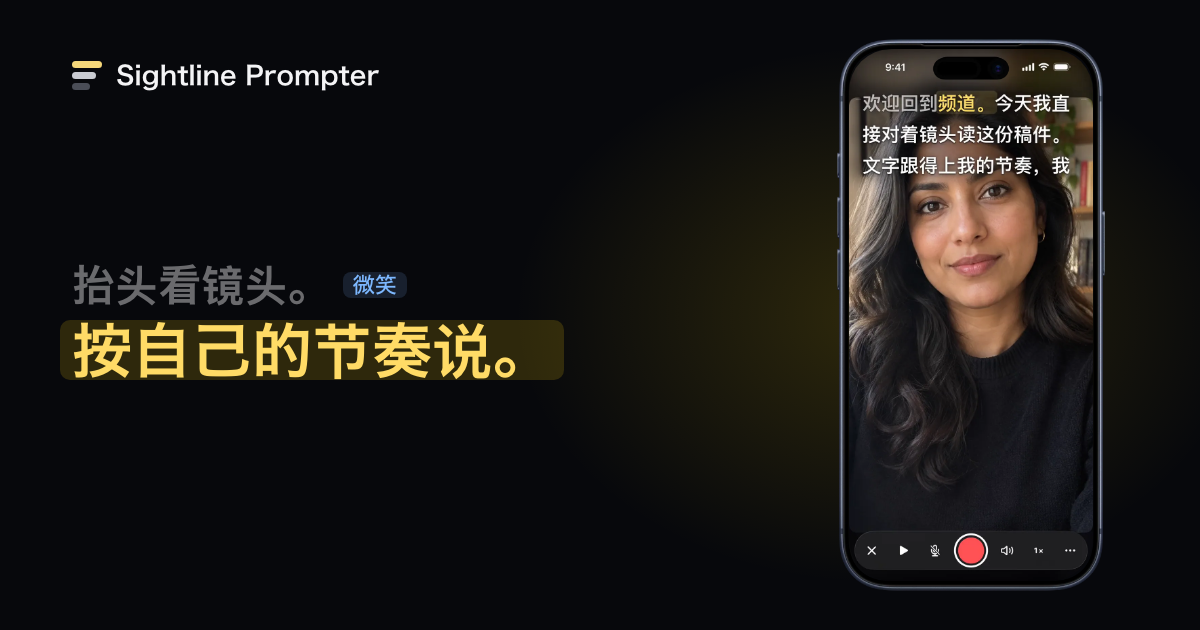 Sightline Prompter
抬头看镜头。 微笑
按自己的节奏说。
9:41
欢迎回到频道。今天我直
接对着镜头读这份稿件。
文字跟得上我的节奏，我
1×